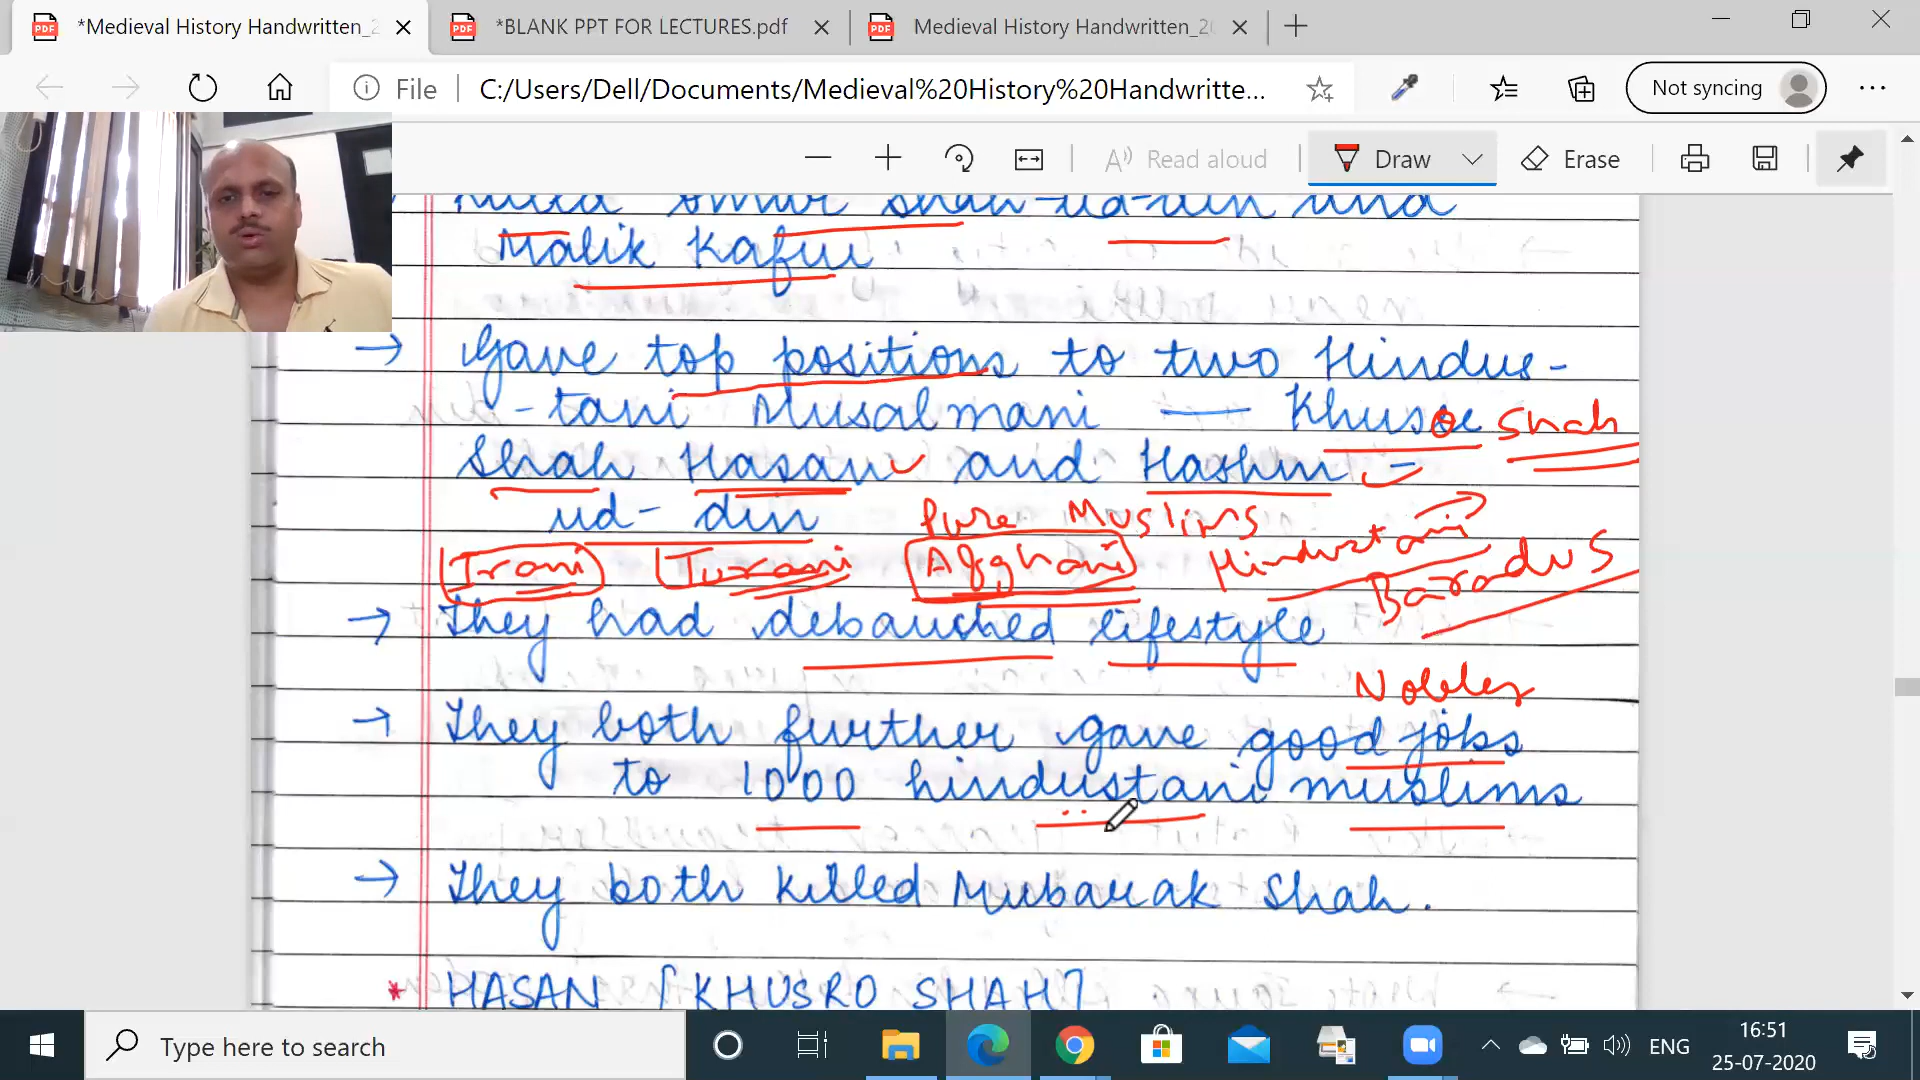 *Medieval History Handwritten_2
*BLANK PPT FOR LECTURES.pdf
Medieval History Handwritten_20
File
C:/Users/Dell/Documents/Medieval%20History%20Handwritte...
Not syncing
Read aloud
Draw
Erase
Malik Kafur
→ Gave top positions to two Hindus-
-tani Musalmani — Khusoe Shah
Shah Hasan and Hashm -
ud- din
Pure Muslims
Irani Turani Afghani Hindustani
Baradus
→ They had debauched lifestyle
Nobles
→ They both further gave good jobs
to 1000 hindustani muslims
→ They both killed Mubarak Shah.
* HASAN [KHUSRO SHAH]
Type here to search
ENG
16:51
25-07-2020